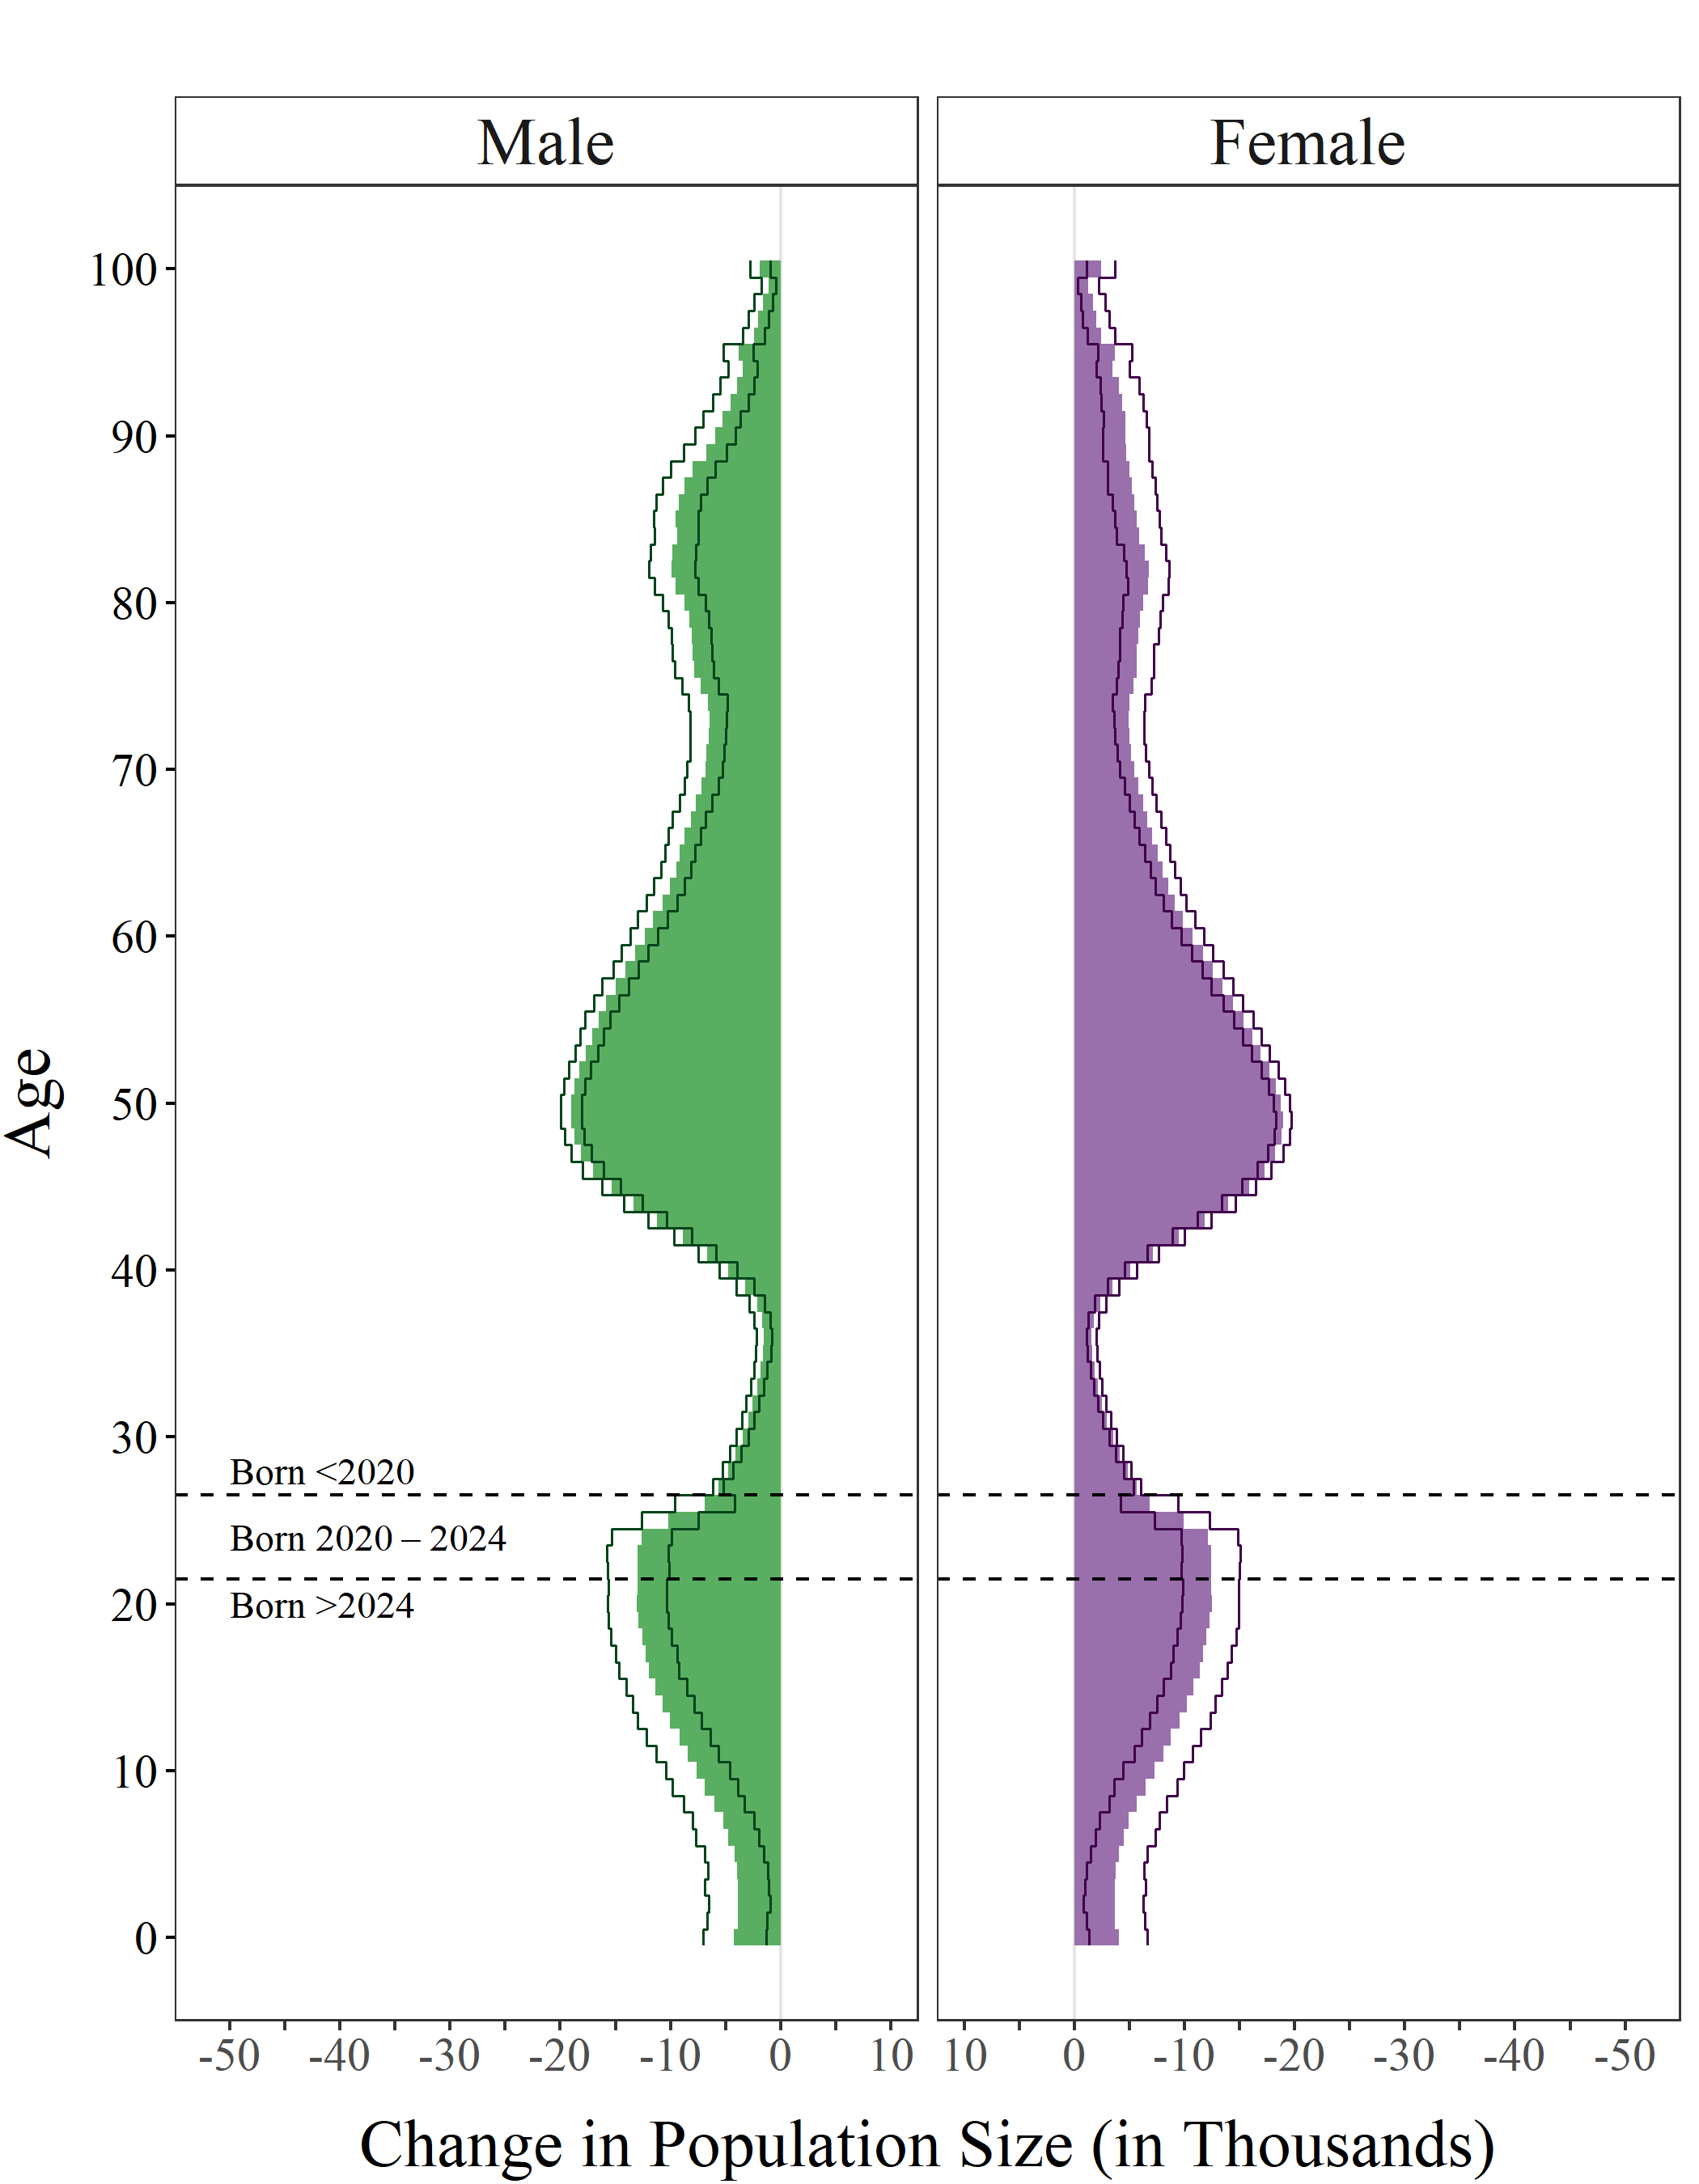 Male Female
100
90
80
70
60
50
40
30
20
10
0
Age
Born <2020
Born 2020 – 2024
Born >2024
-50 -40 -30 -20 -10 0 10 10 0 -10 -20 -30 -40 -50
Change in Population Size (in Thousands)